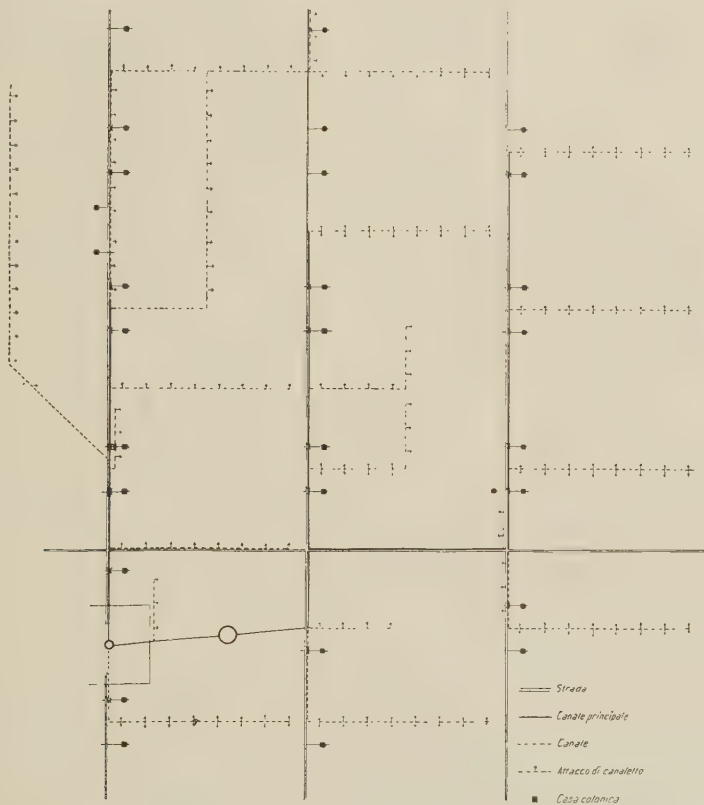 Strada
Canale principale
Canale
Attacco di canaletto
Casa colonica